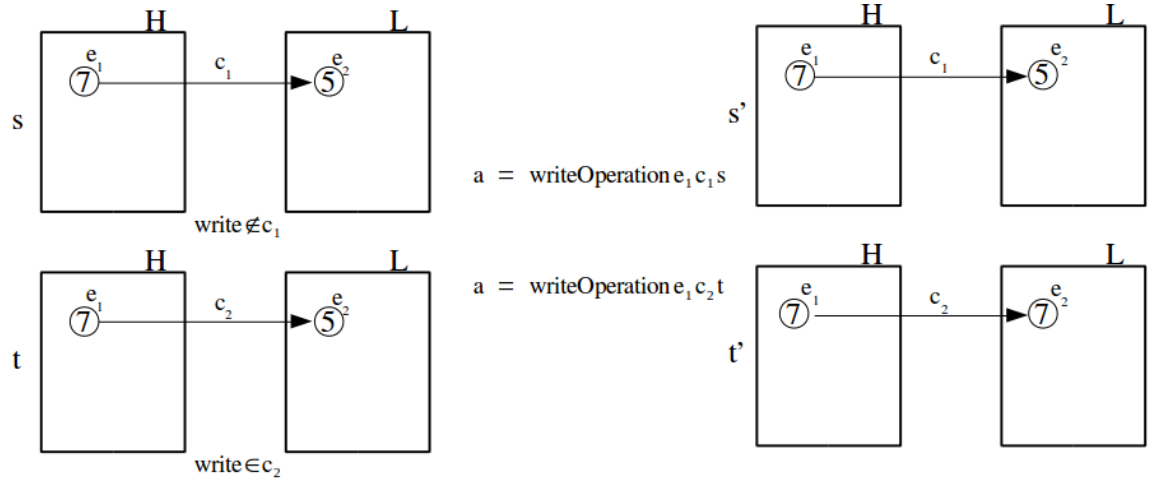 H L
e₁ c₁ e₂
7 5
s
write ∉ c₁
H L
e₁ c₁ e₂
7 5
s’
a = writeOperation e₁ c₁ s
H L
e₁ c₂ e₂
7 5
t
write ∈ c₂
a = writeOperation e₁ c₂ t
H L
e₁ c₂ e₂
7 7
t’